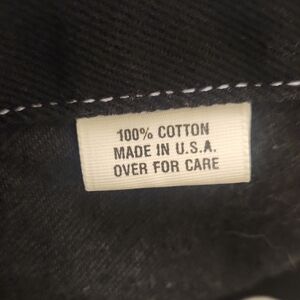 100% COTTON
MADE IN U.S.A.
OVER FOR CARE